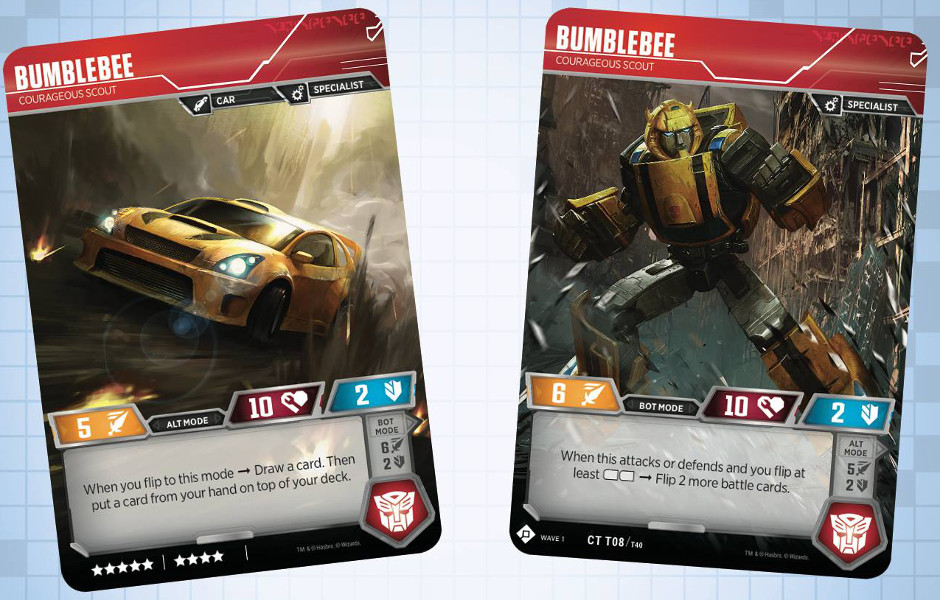 BUMBLEBEE
COURAGEOUS SCOUT
CAR
SPECIALIST
5
ALT MODE
10
2
BOT
MODE
6
2
When you flip to this mode → Draw a card. Then
put a card from your hand on top of your deck.
TM & © Hasbro. © Wizards.
BUMBLEBEE
COURAGEOUS SCOUT
SPECIALIST
6
BOT MODE
10
2
ALT
MODE
5
2
When this attacks or defends and you flip at
least → Flip 2 more battle cards.
WAVE 1
CT T08/T40
TM & © Hasbro. © Wizards.